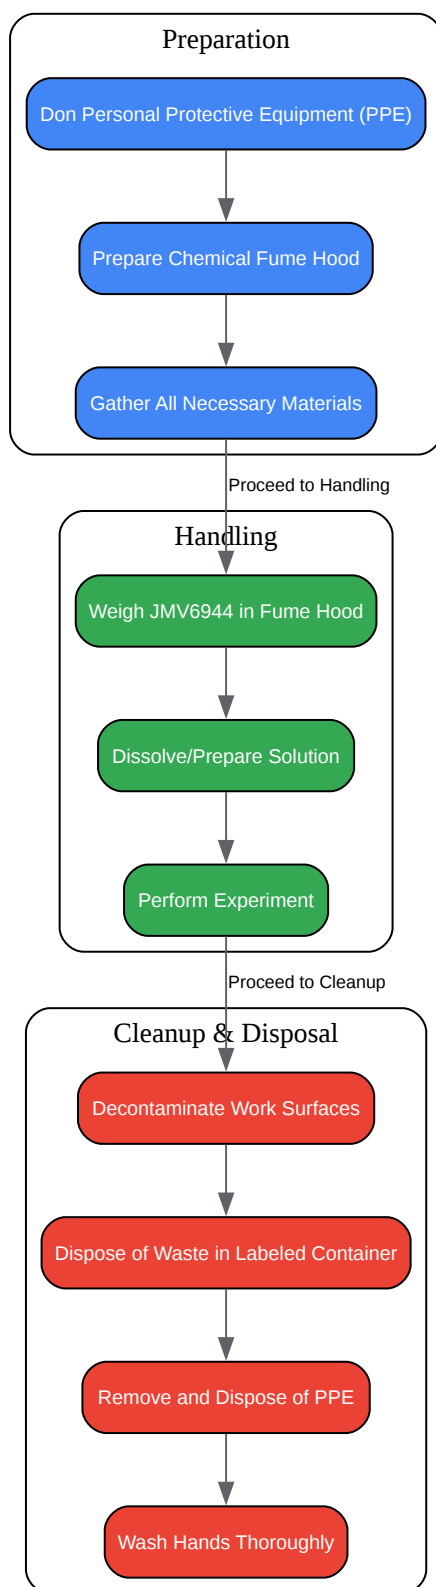 Preparation
Don Personal Protective Equipment (PPE)
Prepare Chemical Fume Hood
Gather All Necessary Materials
Proceed to Handling
Handling
Weigh JMV6944 in Fume Hood
Dissolve/Prepare Solution
Perform Experiment
Proceed to Cleanup
Cleanup & Disposal
Decontaminate Work Surfaces
Dispose of Waste in Labeled Container
Remove and Dispose of PPE
Wash Hands Thoroughly